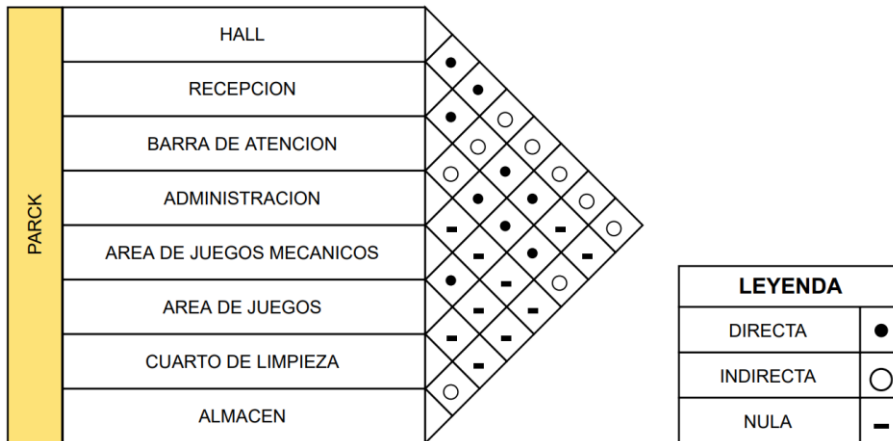 PARCK
HALL
RECEPCION
BARRA DE ATENCION
ADMINISTRACION
AREA DE JUEGOS MECANICOS
AREA DE JUEGOS
CUARTO DE LIMPIEZA
ALMACEN
LEYENDA
DIRECTA
INDIRECTA
NULA